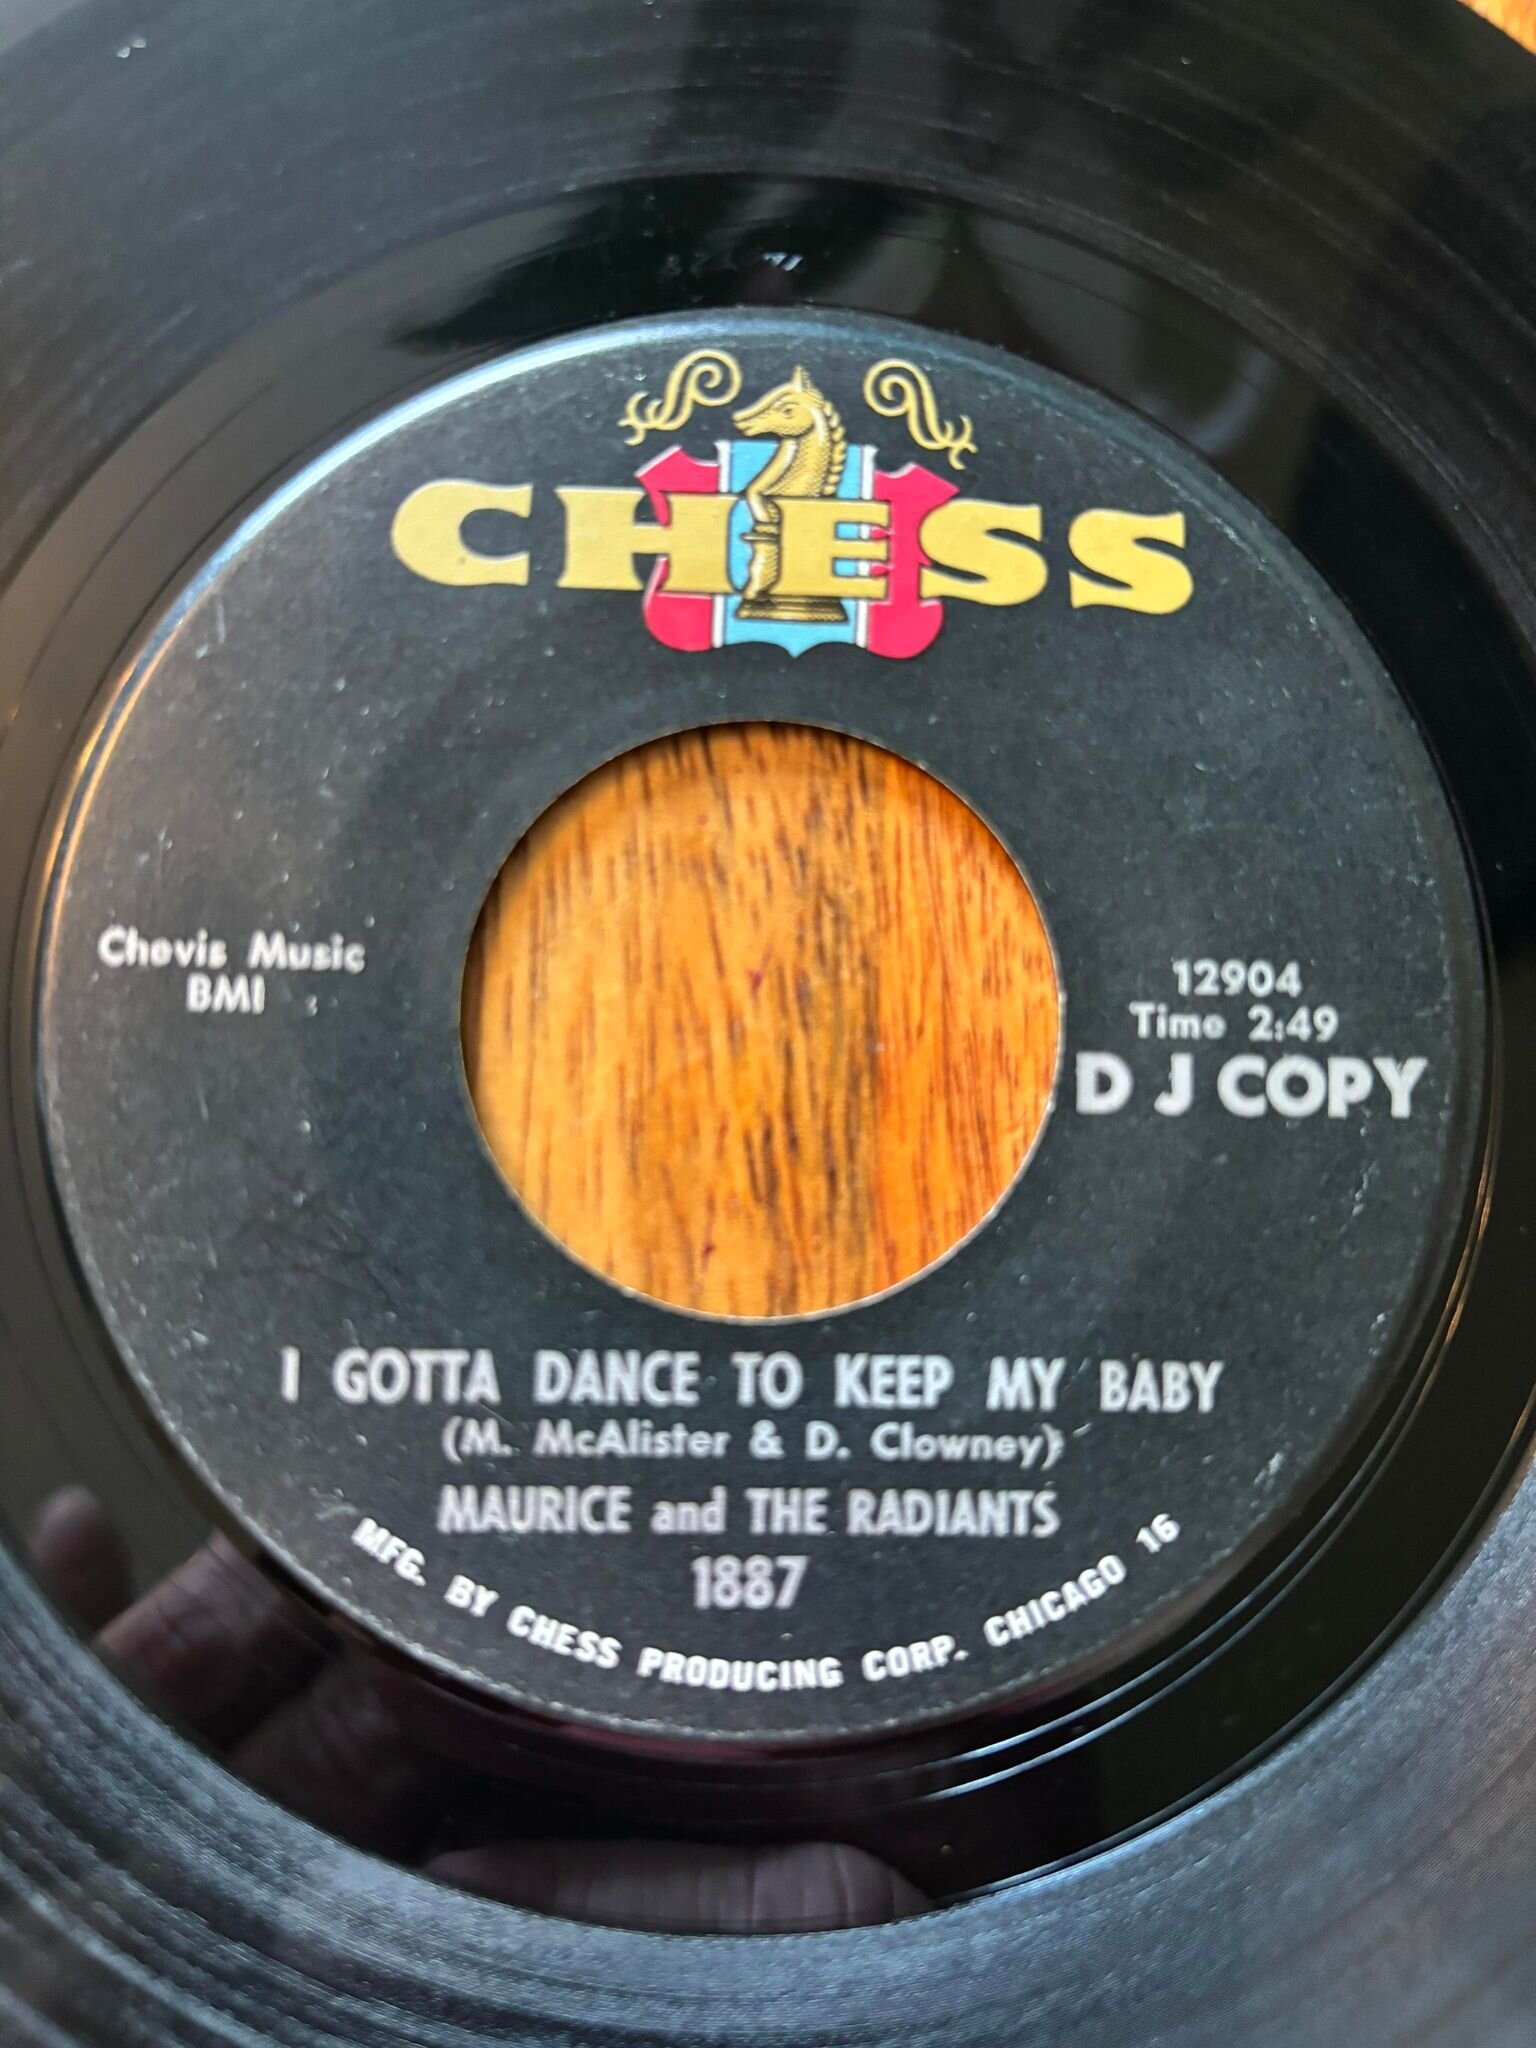 CHESS
Chevis Music
BMI
12904
Time 2:49
D J COPY
I GOTTA DANCE TO KEEP MY BABY
(M. McAlister & D. Clowney)
MAURICE and THE RADIANTS
1887
MFG. BY CHESS PRODUCING CORP. CHICAGO 16